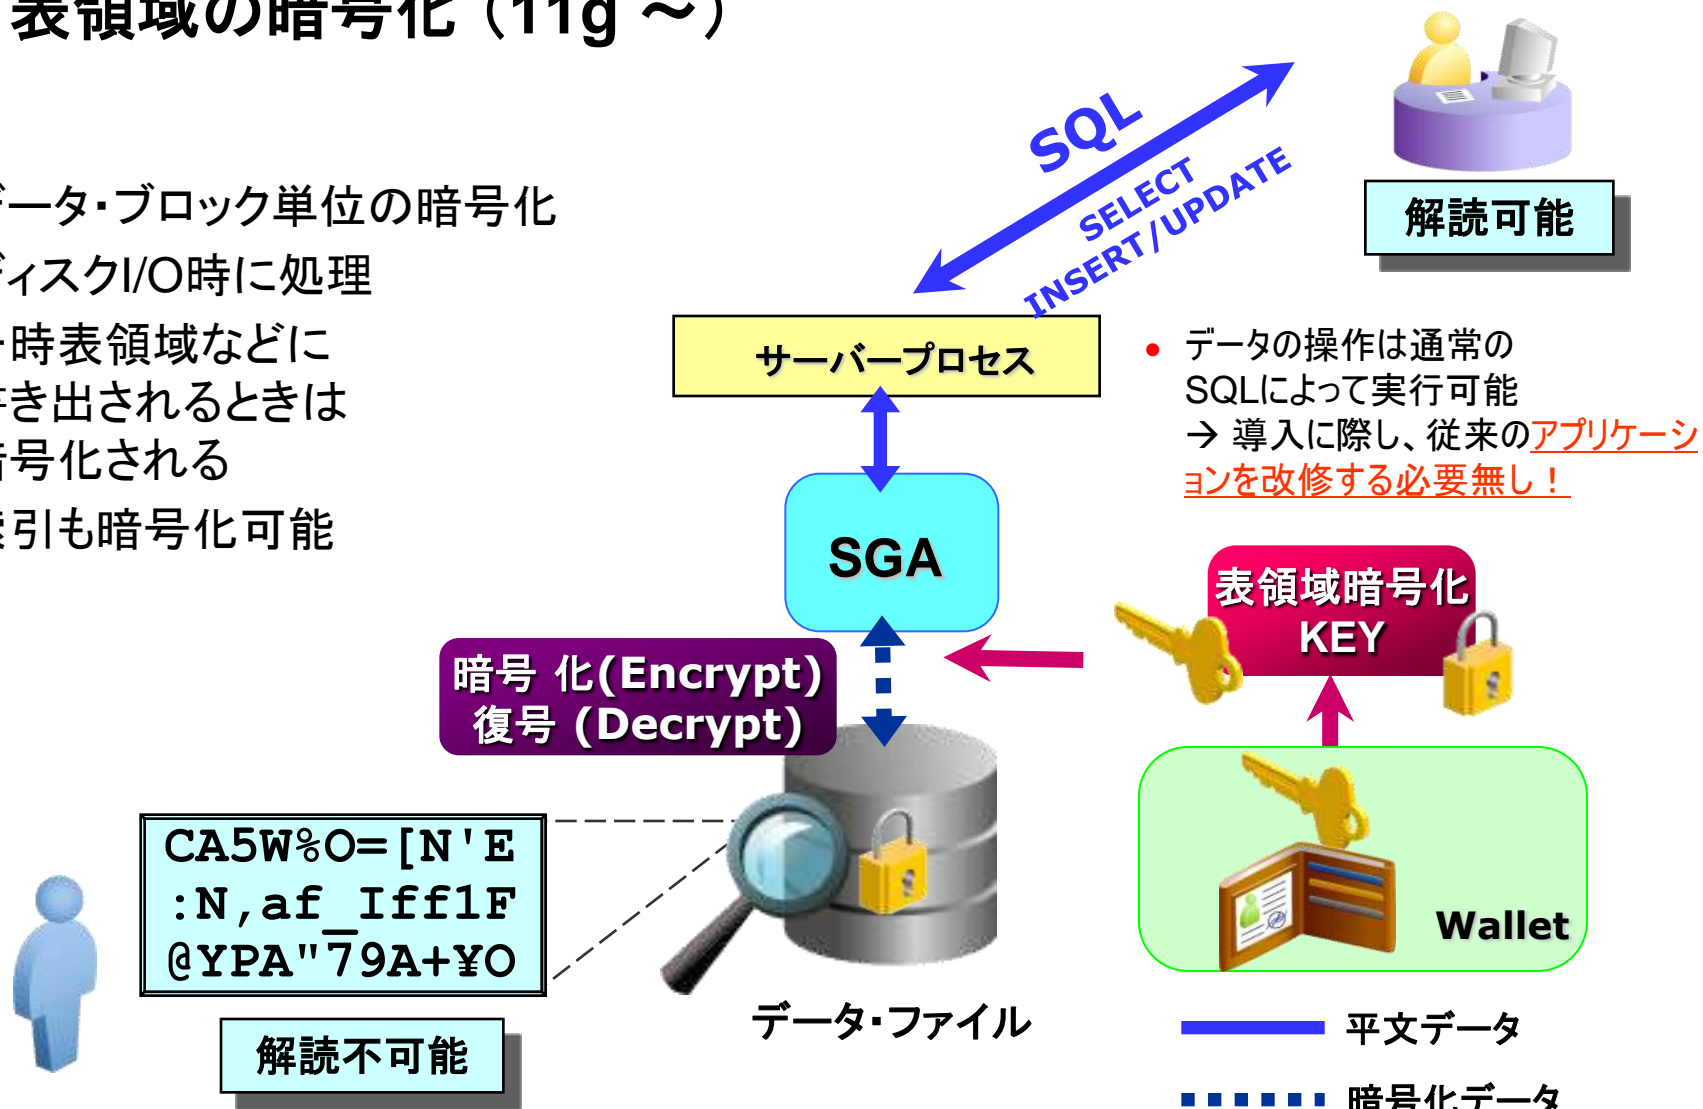 表領域の暗号化（11g ～）
データ・ブロック単位の暗号化
ディスクI/O時に処理
一時表領域などに
書き出されるときは
暗号化される
索引も暗号化可能
SQL
SELECT
INSERT/UPDATE
解読可能
サーバープロセス
データの操作は通常の
SQLによって実行可能
→ 導入に際し、従来のアプリケーシ
ョンを改修する必要無し！
SGA
表領域暗号化
KEY
暗号 化(Encrypt)
復号 (Decrypt)
CA5W%O=[N'E
:N,af_Iff1F
@YPA"79A+¥O
解読不可能
データ・ファイル
Wallet
平文データ
暗号化データ